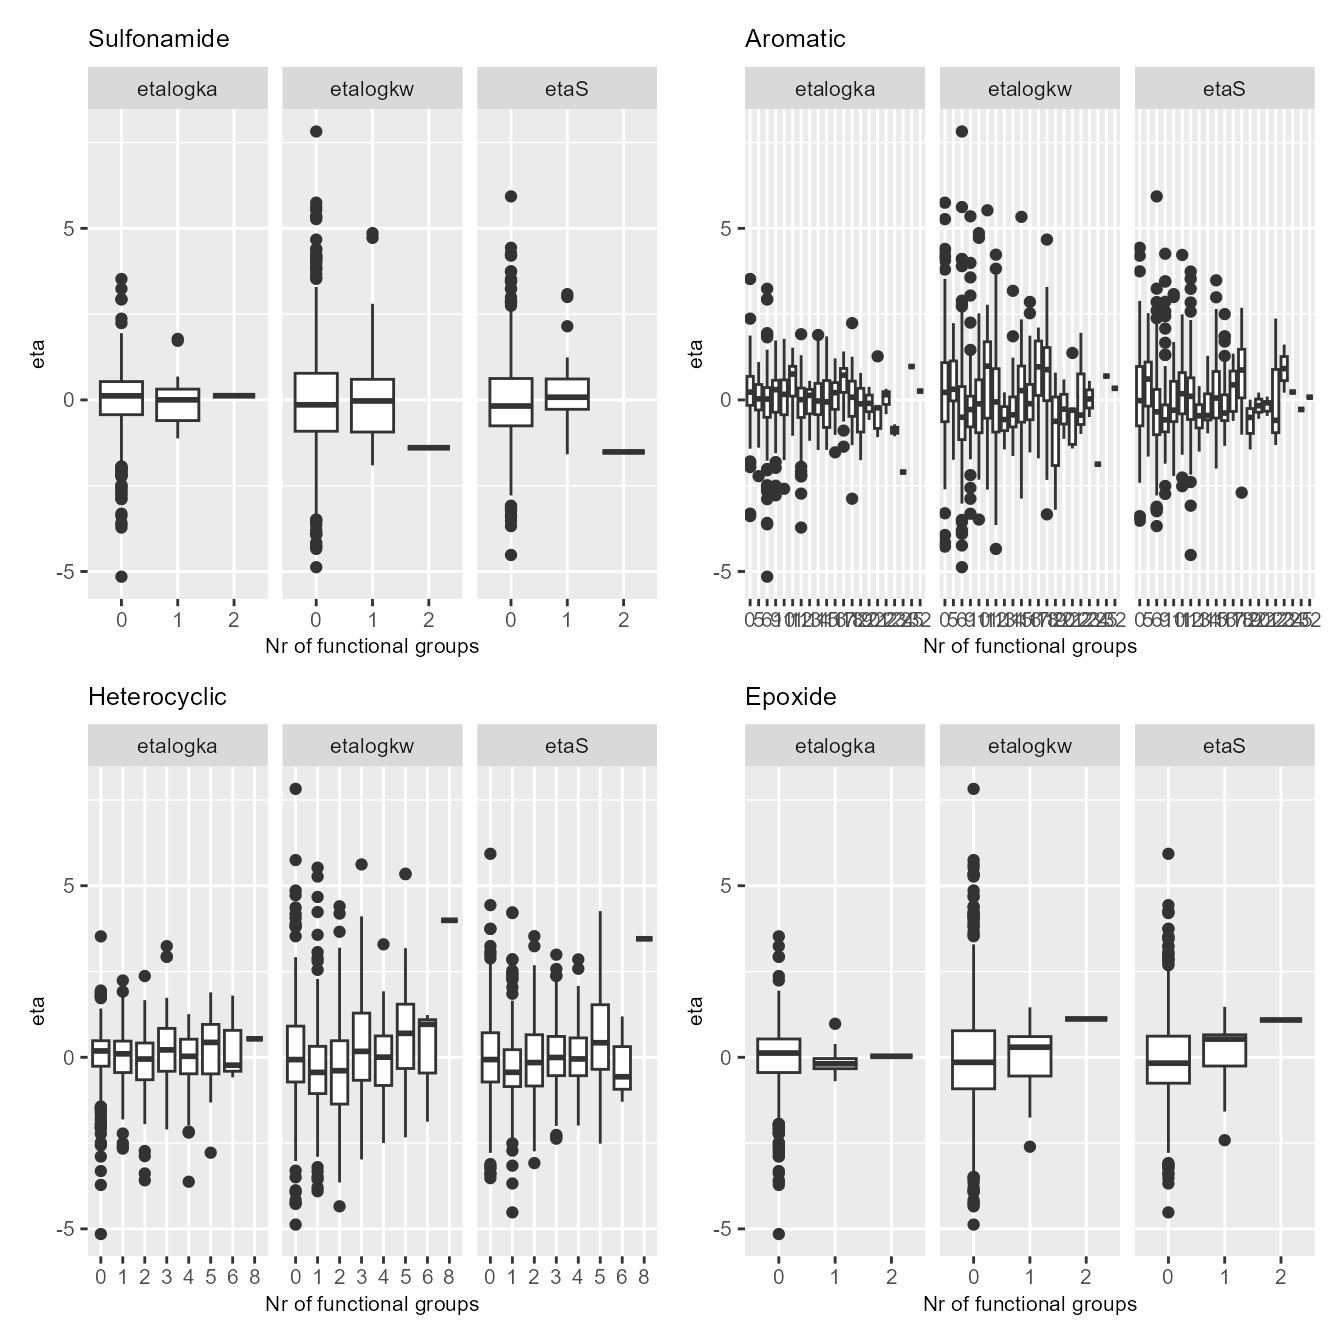 Sulfonamide
etalogka etalogkw etaS
eta
5
0
-5
0 1 2 0 1 2 0 1 2
Nr of functional groups
Aromatic
etalogka etalogkw etaS
eta
5
0
-5
Nr of functional groups
Heterocyclic
etalogka etalogkw etaS
eta
5
0
-5
0 1 2 3 4 5 6 8 0 1 2 3 4 5 6 8 0 1 2 3 4 5 6 8
Nr of functional groups
Epoxide
etalogka etalogkw etaS
eta
5
0
-5
0 1 2 0 1 2 0 1 2
Nr of functional groups